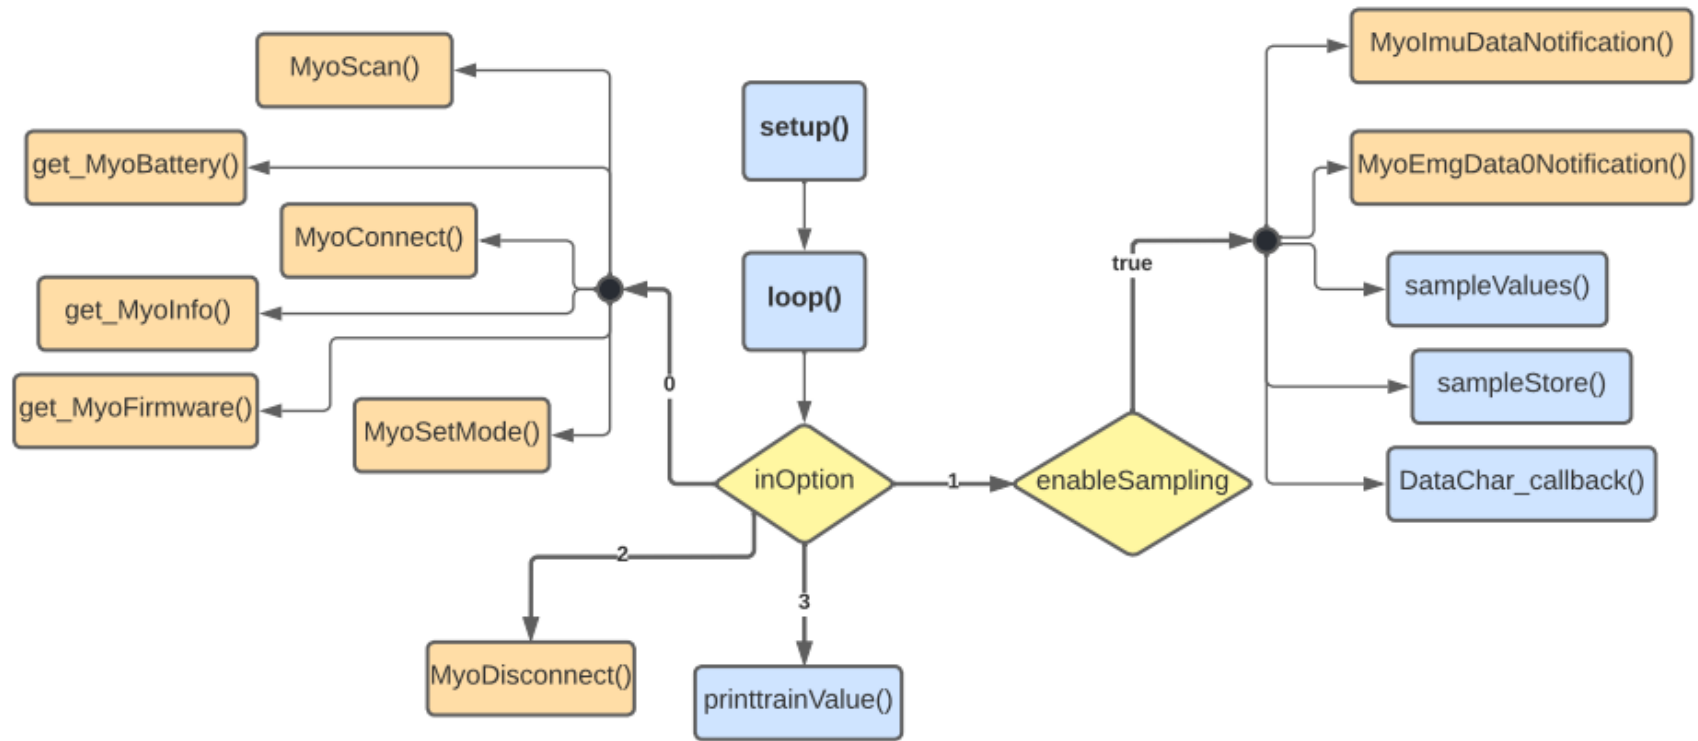 MyoScan()
get_MyoBattery()
MyoConnect()
get_MyoInfo()
get_MyoFirmware()
MyoSetMode()
0
setup()
loop()
inOption
1
enableSampling
true
2
3
MyoDisconnect()
printtrainValue()
MyoImuDataNotification()
MyoEmgData0Notification()
sampleValues()
sampleStore()
DataChar_callback()